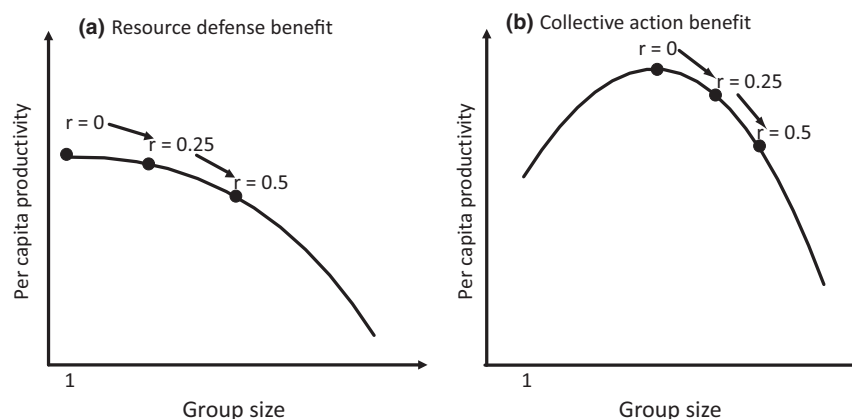 (a) Resource defense benefit
Per capita productivity
r = 0
r = 0.25
r = 0.5
1
Group size
(b) Collective action benefit
Per capita productivity
r = 0
r = 0.25
r = 0.5
1
Group size